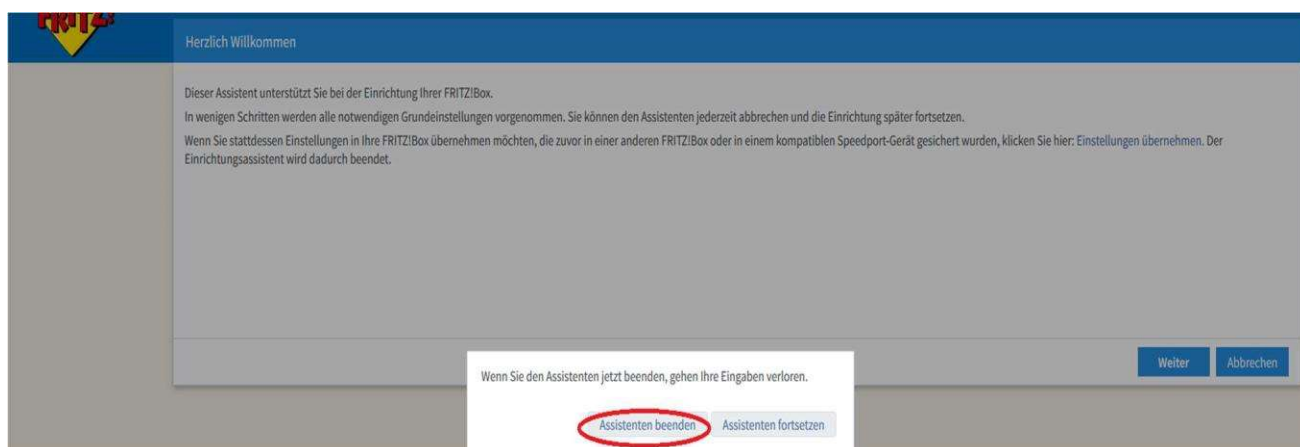 FRITZ!
Herzlich Willkommen
Dieser Assistent unterstützt Sie bei der Einrichtung Ihrer FRITZ!Box.
In wenigen Schritten werden alle notwendigen Grundeinstellungen vorgenommen. Sie können den Assistenten jederzeit abbrechen und die Einrichtung später fortsetzen.
Wenn Sie stattdessen Einstellungen in Ihre FRITZ!Box übernehmen möchten, die zuvor in einer anderen FRITZ!Box oder in einem kompatiblen Speedport-Gerät gesichert wurden, klicken Sie hier: Einstellungen übernehmen. Der
Einrichtungsassistent wird dadurch beendet.
Weiter Abbrechen
Wenn Sie den Assistenten jetzt beenden, gehen Ihre Eingaben verloren.
Assistenten beenden Assistenten fortsetzen